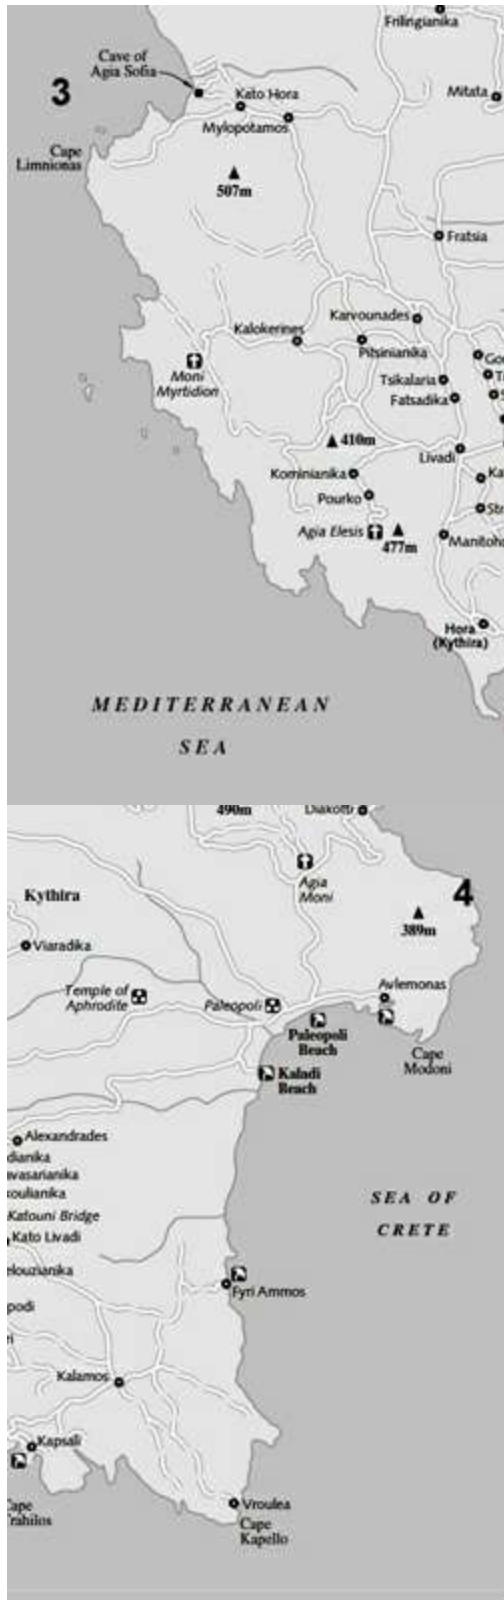 Frilingianika
Cave of
Agia Sofia
3
Kato Hora
Mitata
Mylopotamos
Cape
Limnionas
507m
Fratsia
Karvounades
Kalokerines
Pitsinianika
Moni
Myrtidion
Tsikalaria
Fatsadika
410m
Livadi
Kominianika
Pourko
Agia Elesis
477m
Hora
(Kythira)
MEDITERRANEAN
SEA
490m
Diakofti
Agia
Moni
4
Kythira
389m
Viaradika
Temple of
Aphrodite
Paleopoli
Avlemonas
Paleopoli
Beach
Cape
Modoni
Kaladi
Beach
Alexandrades
SEA OF
CRETE
Katouni Bridge
Kato Livadi
Fyri Ammos
Kalamos
Kapsali
Vroulea
Cape
Kapello